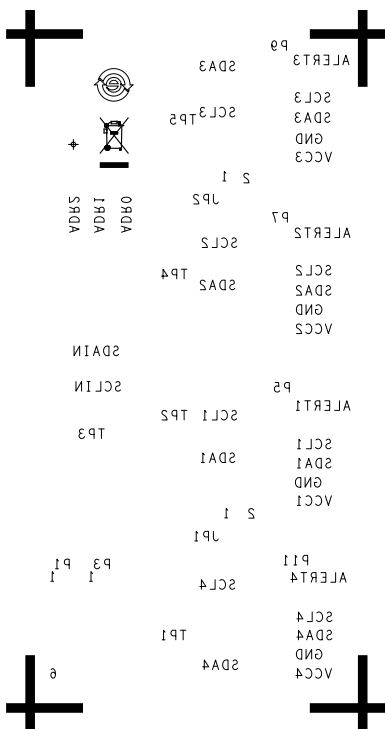 P9
SDA3 ALERT3
SCL3
TP5 SCL3
SDA3
GND
VCC3
1 2
JP2
ADR2 ADR1 ADR0
P7
ALERT2
SCL2
TP4 SCL2
SDA2 SDA2
GND
VCC2
SDAIN
SCLIN P5
ALERT1
TP2 SCL1
TP3 SCL1
SDA1 SDA1
GND
VCC1
1 2
JP1
P1 P3 P11
1 1 ALERT4
SCL4
SCL4
TP1 SDA4
GND
6 SDA4 VCC4